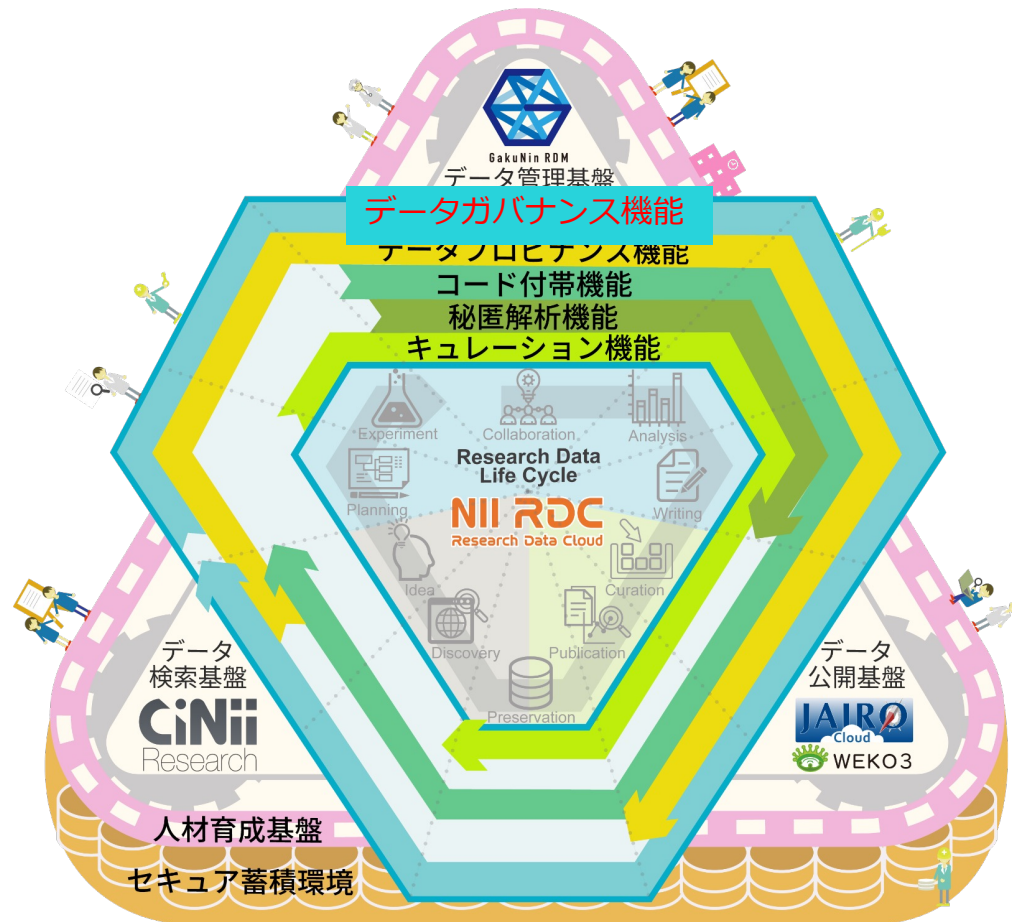 GakuNin RDM
データ管理基盤
データガバナンス機能
データプロビナンス機能
コード付帯機能
秘匿解析機能
キュレーション機能
Experiment
Collaboration
Analysis
Research Data
Life Cycle
Planning
NII RDC
Research Data Cloud
Writing
Idea
Curation
Discovery
Publication
Preservation
データ
検索基盤
CiNii
Research
データ
公開基盤
JAIRO
Cloud
WEKO3
人材育成基盤
セキュア蓄積環境